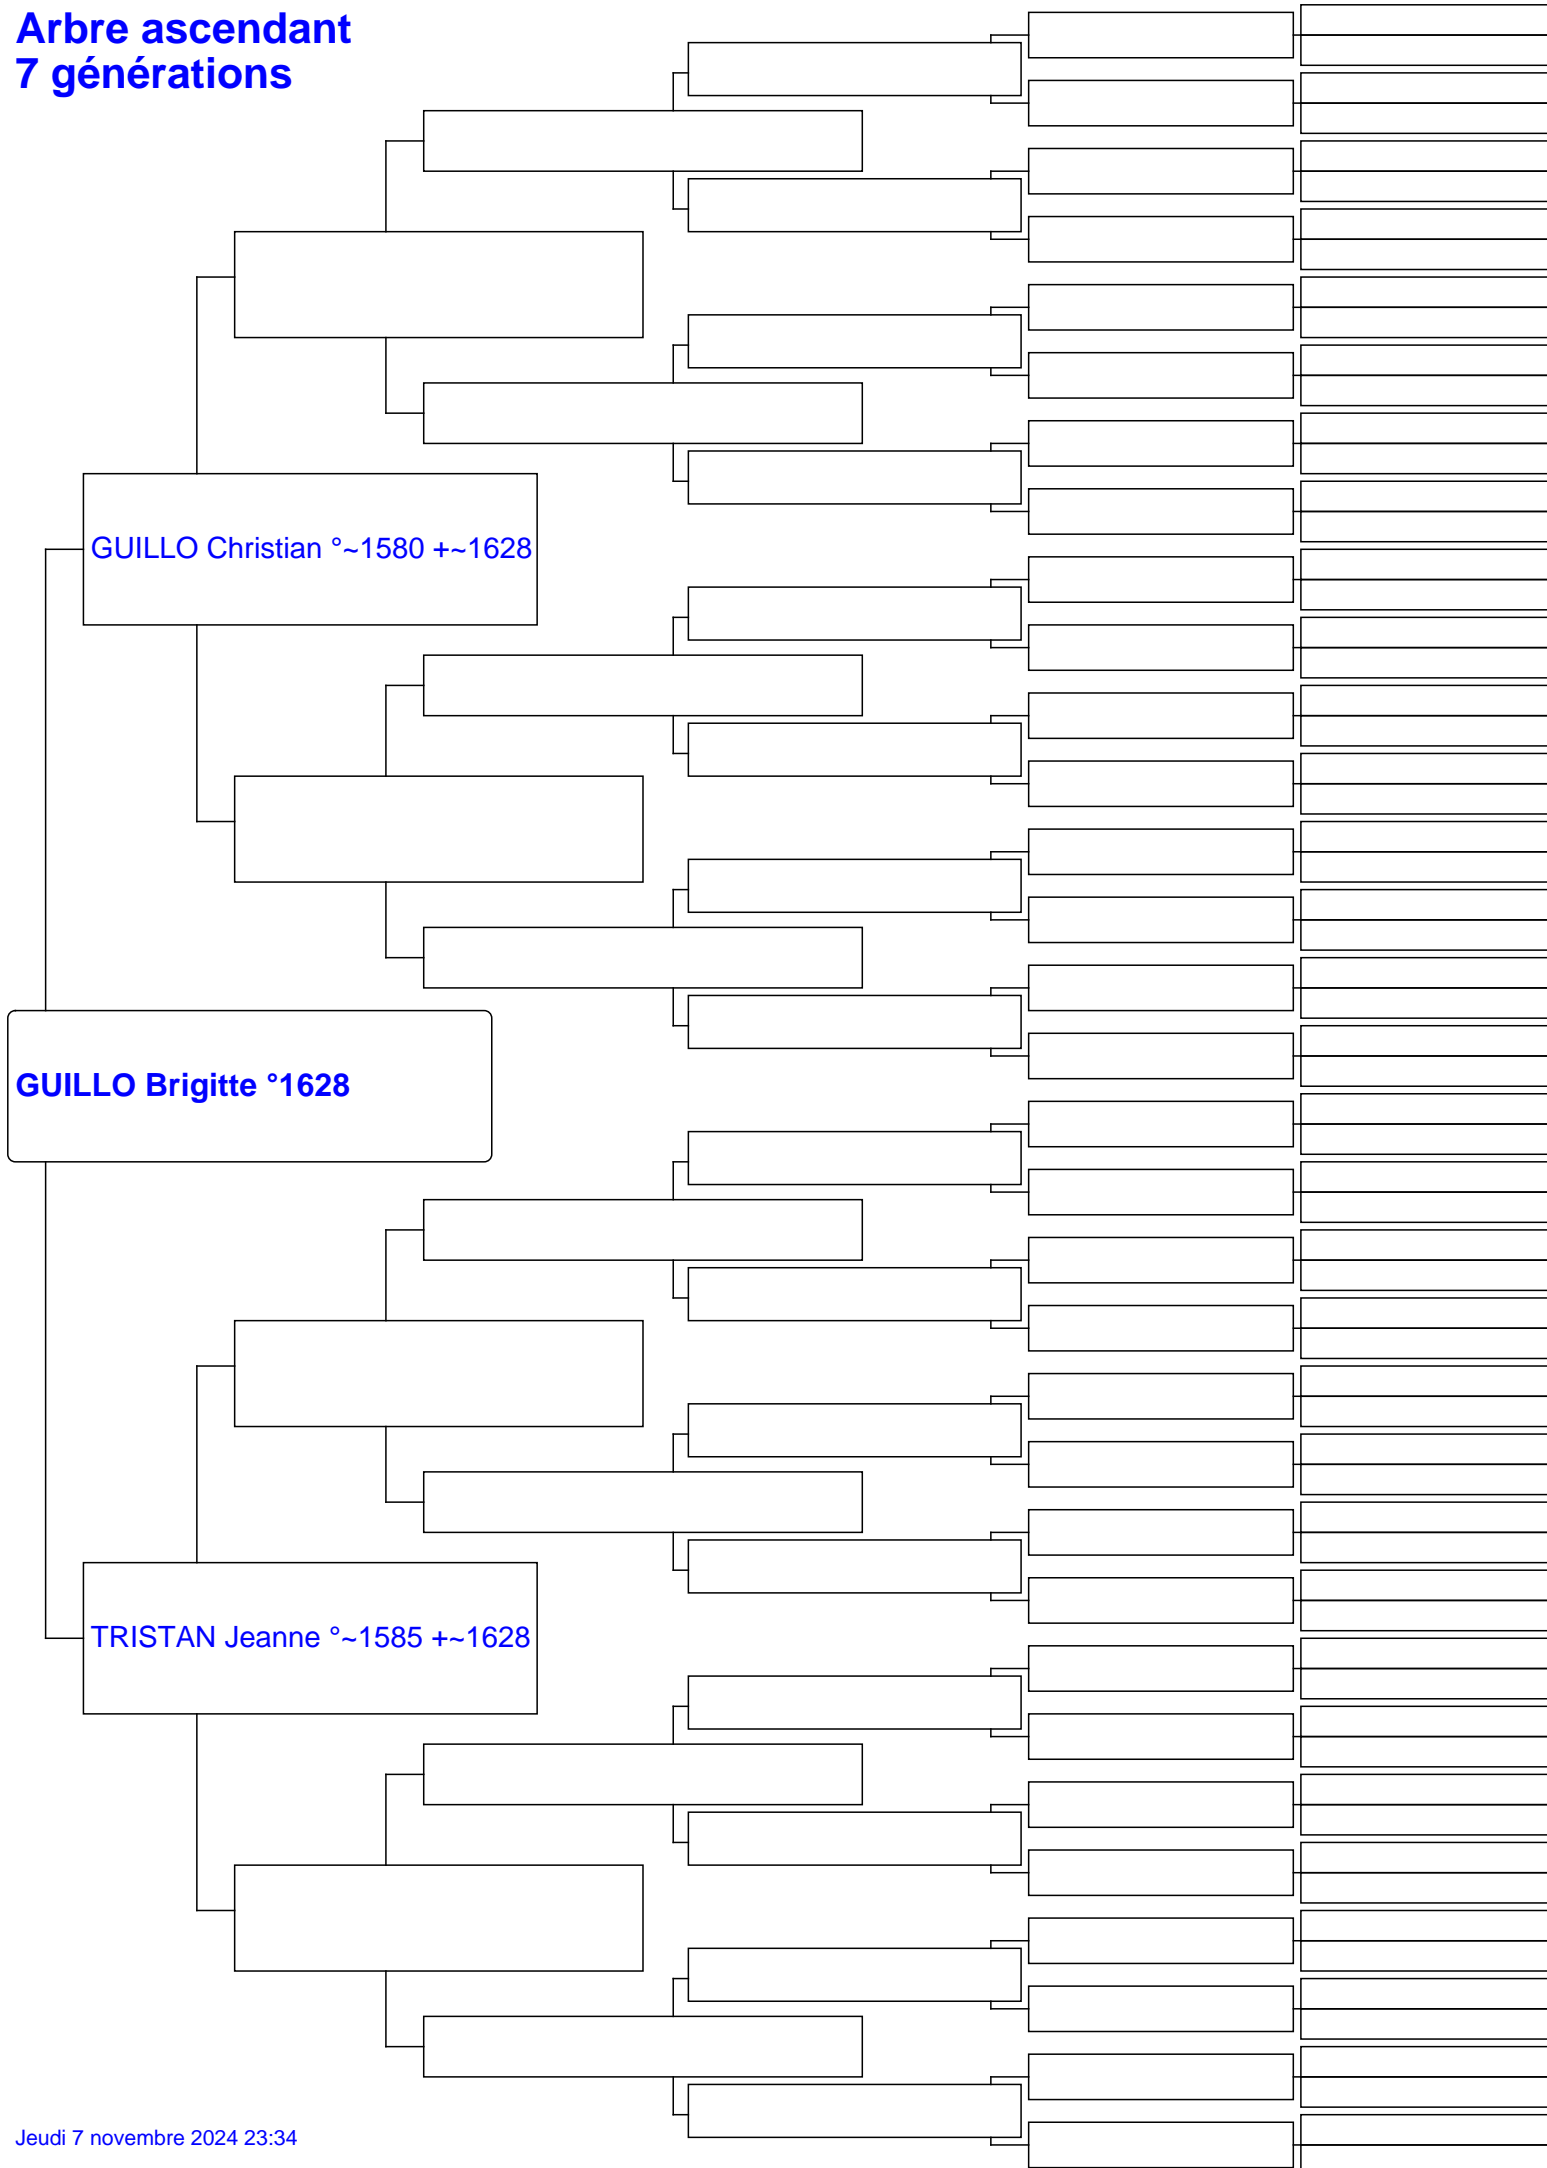 Arbre ascendant
7 générations
GUILLO Christian °~1580 +~1628
GUILLO Brigitte °1628
TRISTAN Jeanne °~1585 +~1628
Jeudi 7 novembre 2024 23:34